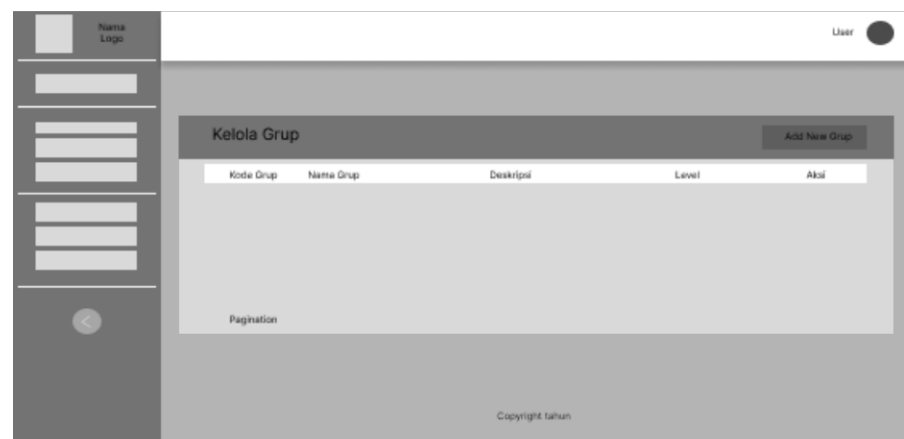 Nama
Logo
User
Kelola Grup
Add New Grup
Kode Grup Nama Grup Deskripsi Level Aksi
Pagination
Copyright tahun